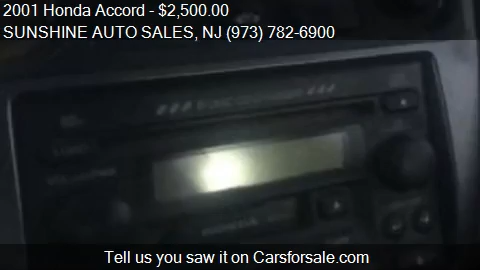 2001 Honda Accord - $2,500.00
SUNSHINE AUTO SALES, NJ (973) 782-6900
HONDA
Tell us you saw it on Carsforsale.com